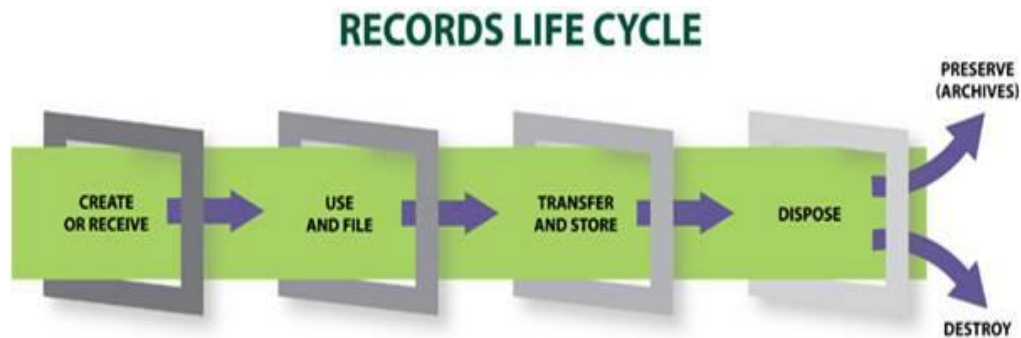 RECORDS LIFE CYCLE
PRESERVE
(ARCHIVES)
CREATE
OR RECEIVE
USE
AND FILE
TRANSFER
AND STORE
DISPOSE
DESTROY